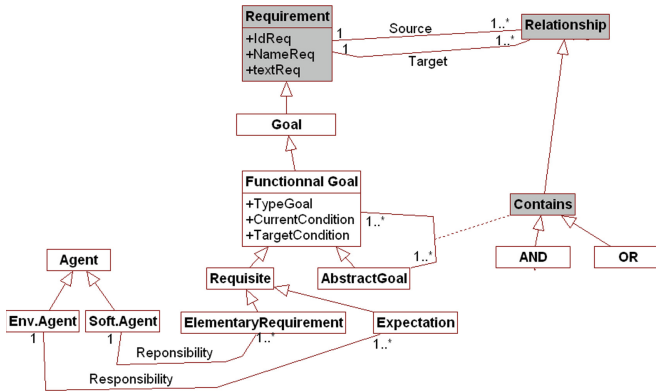 Requirement
+IdReq
+NameReq
+textReq
1
Source
1..*
Relationship
1
1..*
Target
Goal
Functionnal Goal
+TypeGoal
+CurrentCondition
+TargetCondition
1..*
Contains
1..*
AND
OR
Agent
Requisite
AbstractGoal
Env.Agent
Soft.Agent
ElementaryRequirement
Expectation
1
1
1..*
1..*
Reponsibility
Responsibility